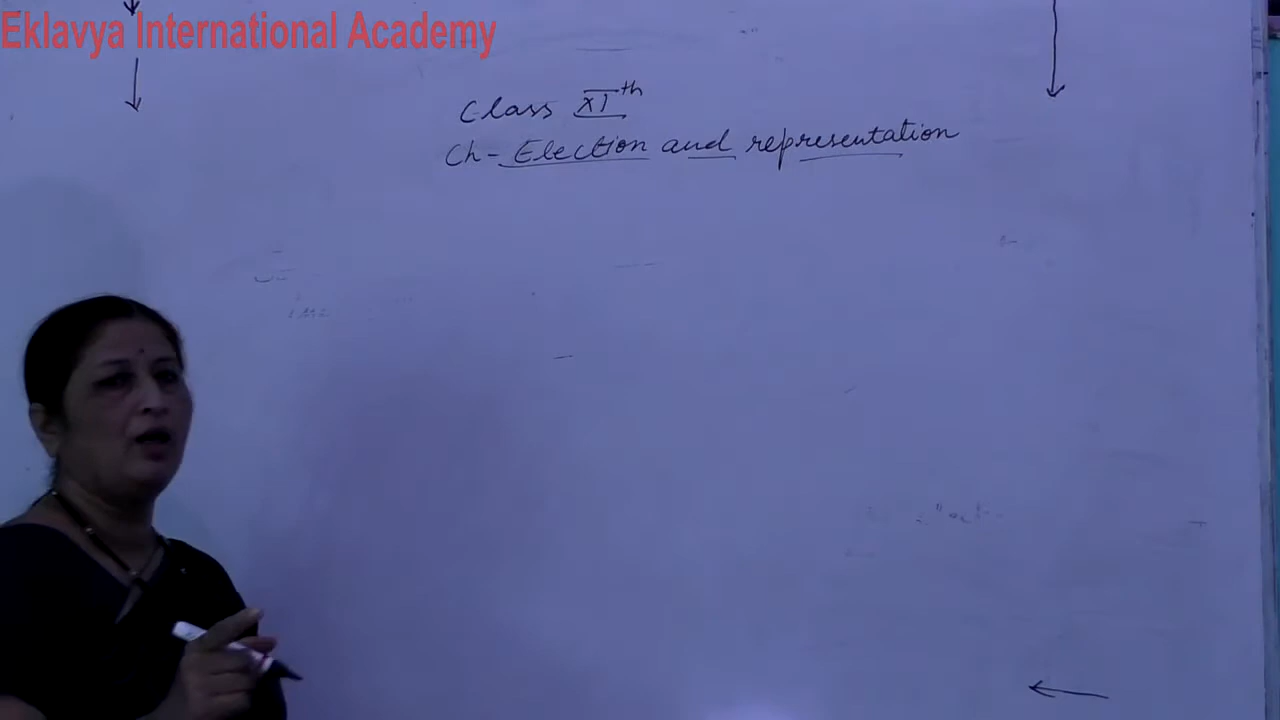 Eklavya International Academy
Class XIth
Ch- Election and representation